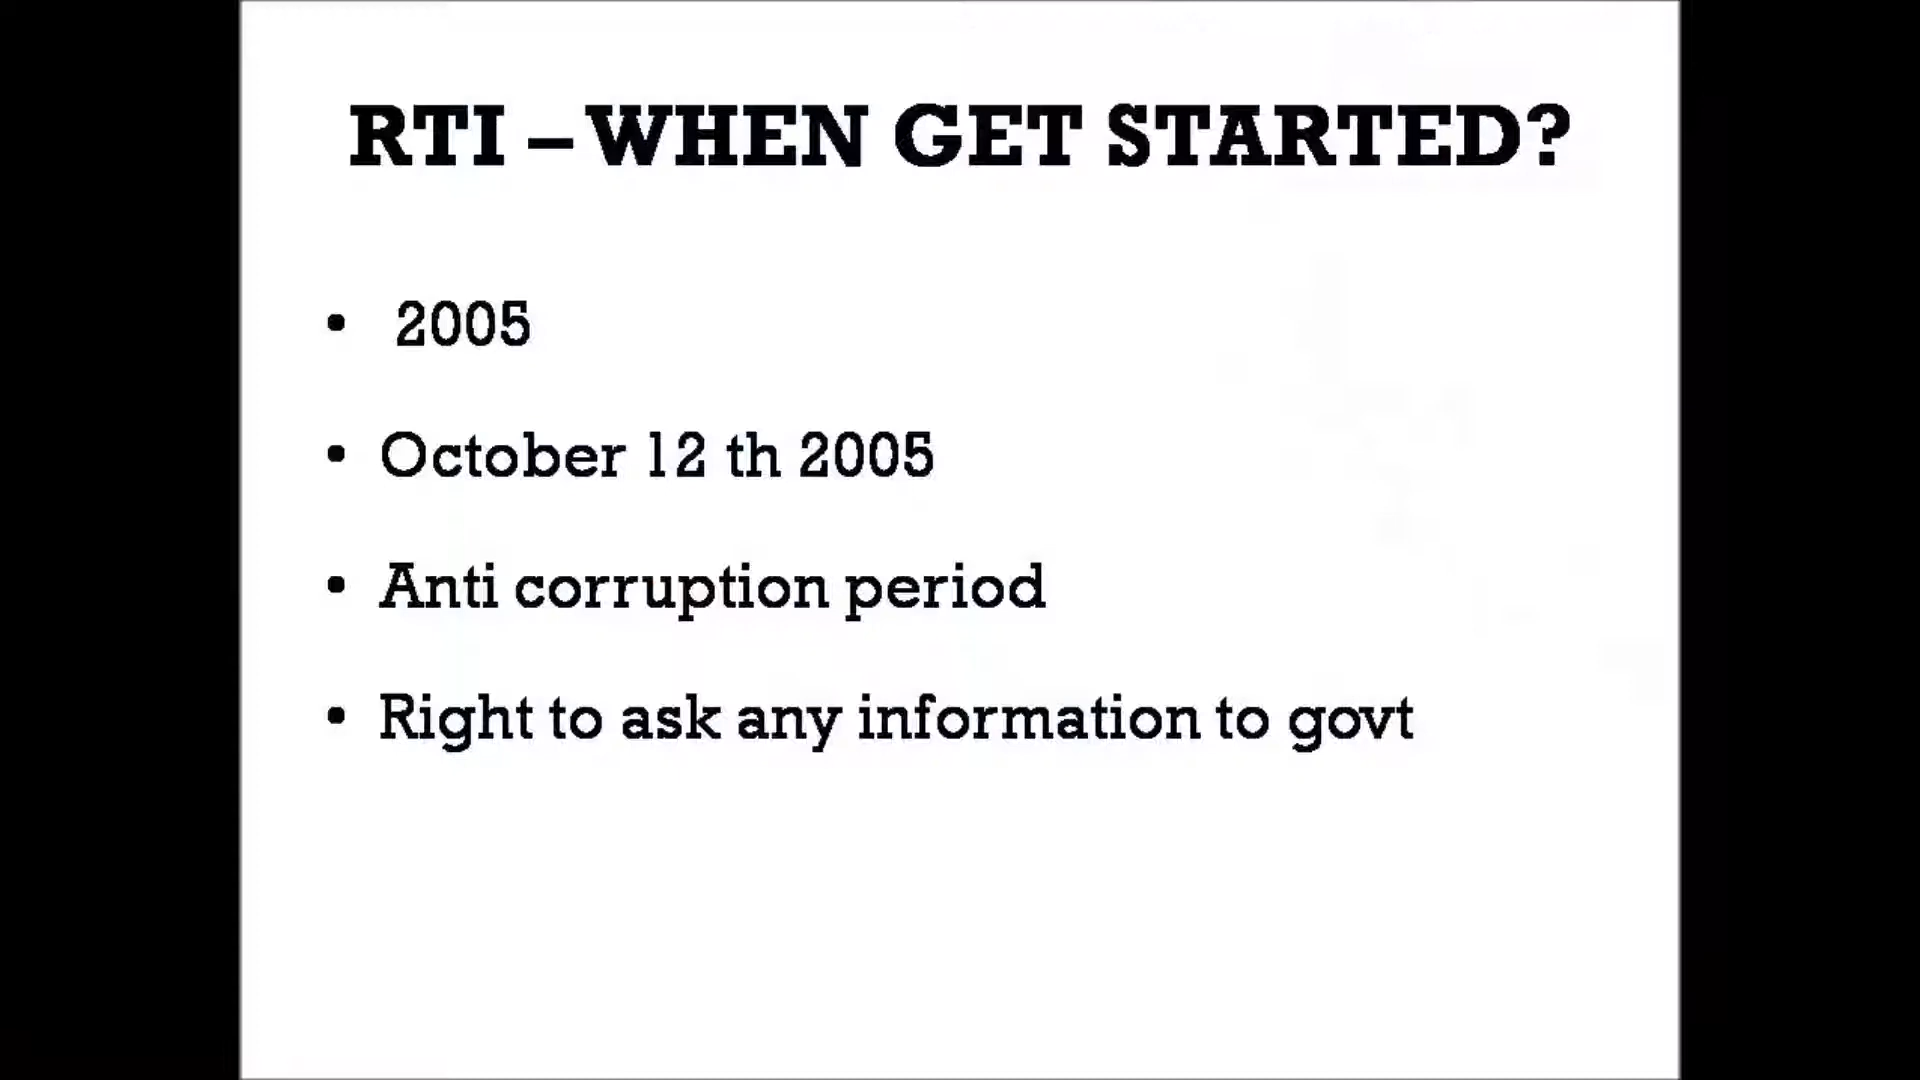 RTI – WHEN GET STARTED?
• 2005
• October 12 th 2005
• Anti corruption period
• Right to ask any information to govt